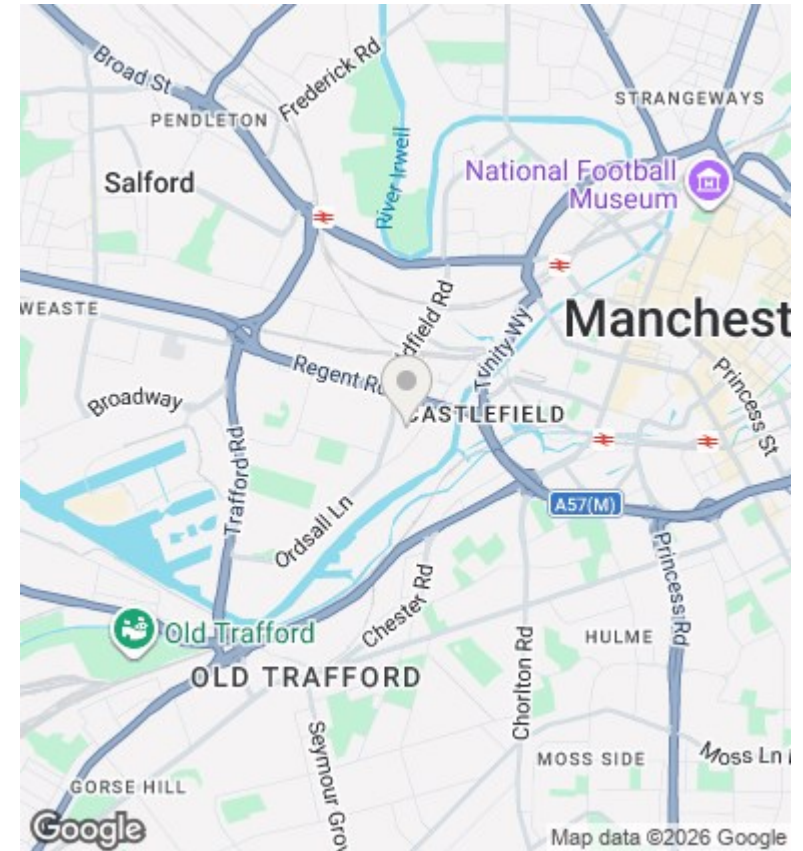 Broad St
Frederick Rd
STRANGEWAYS
PENDLETON
National Football
Museum
Salford
River Irwell
WEASTE
dfield Rd
Trinity Wy
Manchest
Regent R
Princess St
Broadway
CASTLEFIELD
Trafford Rd
A57(M)
Ordsall Ln
Princess Rd
Old Trafford
Chester Rd
HULME
OLD TRAFFORD
Chorlton Rd
Seymour Grov
MOSS SIDE
Moss Ln
GORSE HILL
Google
Map data ©2026 Google